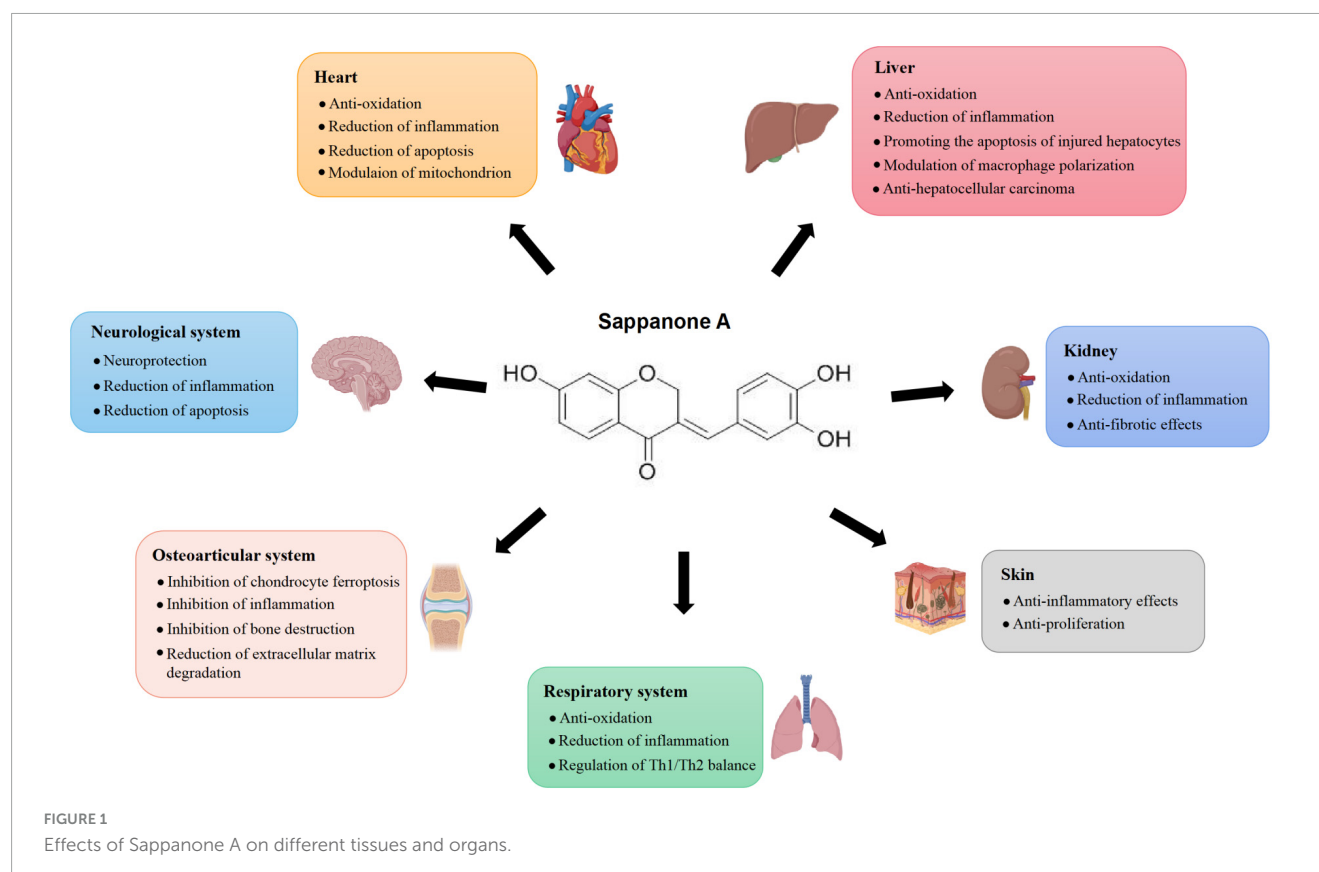 Heart
● Anti-oxidation
● Reduction of inflammation
● Reduction of apoptosis
● Modulaion of mitochondrion
Liver
● Anti-oxidation
● Reduction of inflammation
● Promoting the apoptosis of injured hepatocytes
● Modulation of macrophage polarization
● Anti-hepatocellular carcinoma
Neurological system
● Neuroprotection
● Reduction of inflammation
● Reduction of apoptosis
Sappanone A
HO
O
OH
OH
O
Kidney
● Anti-oxidation
● Reduction of inflammation
● Anti-fibrotic effects
Osteoarticular system
● Inhibition of chondrocyte ferroptosis
● Inhibition of inflammation
● Inhibition of bone destruction
● Reduction of extracellular matrix
degradation
Respiratory system
● Anti-oxidation
● Reduction of inflammation
● Regulation of Th1/Th2 balance
Skin
● Anti-inflammatory effects
● Anti-proliferation
FIGURE 1
Effects of Sappanone A on different tissues and organs.